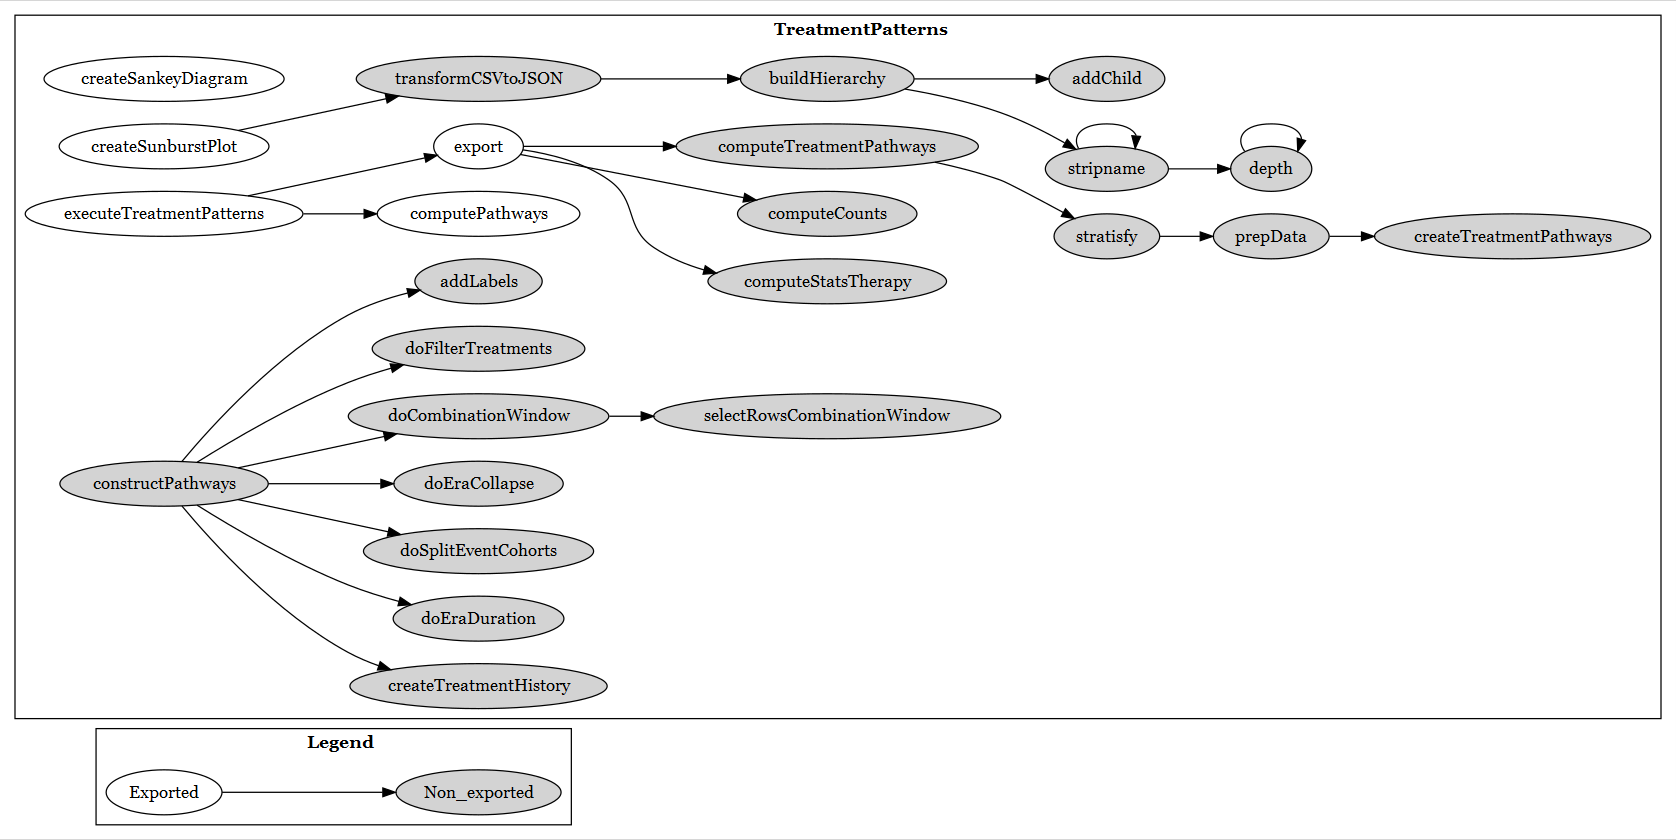 TreatmentPatterns
createSankeyDiagram
transformCSVtoJSON
buildHierarchy
addChild
createSunburstPlot
export
computeTreatmentPathways
stripname
depth
executeTreatmentPatterns
computePathways
computeCounts
stratisfy
prepData
createTreatmentPathways
addLabels
computeStatsTherapy
doFilterTreatments
doCombinationWindow
selectRowsCombinationWindow
constructPathways
doEraCollapse
doSplitEventCohorts
doEraDuration
createTreatmentHistory
Legend
Exported
Non_exported